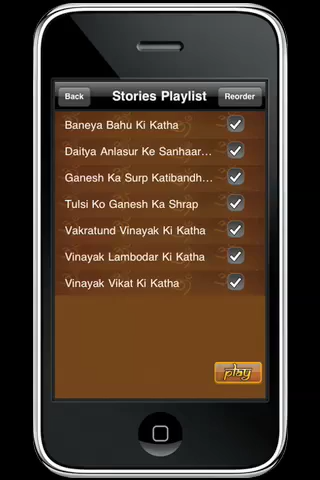 Back
Stories Playlist
Reorder
Baneya Bahu Ki Katha
Daitya Anlasur Ke Sanhaar...
Ganesh Ka Surp Katibandh...
Tulsi Ko Ganesh Ka Shrap
Vakratund Vinayak Ki Katha
Vinayak Lambodar Ki Katha
Vinayak Vikat Ki Katha
play